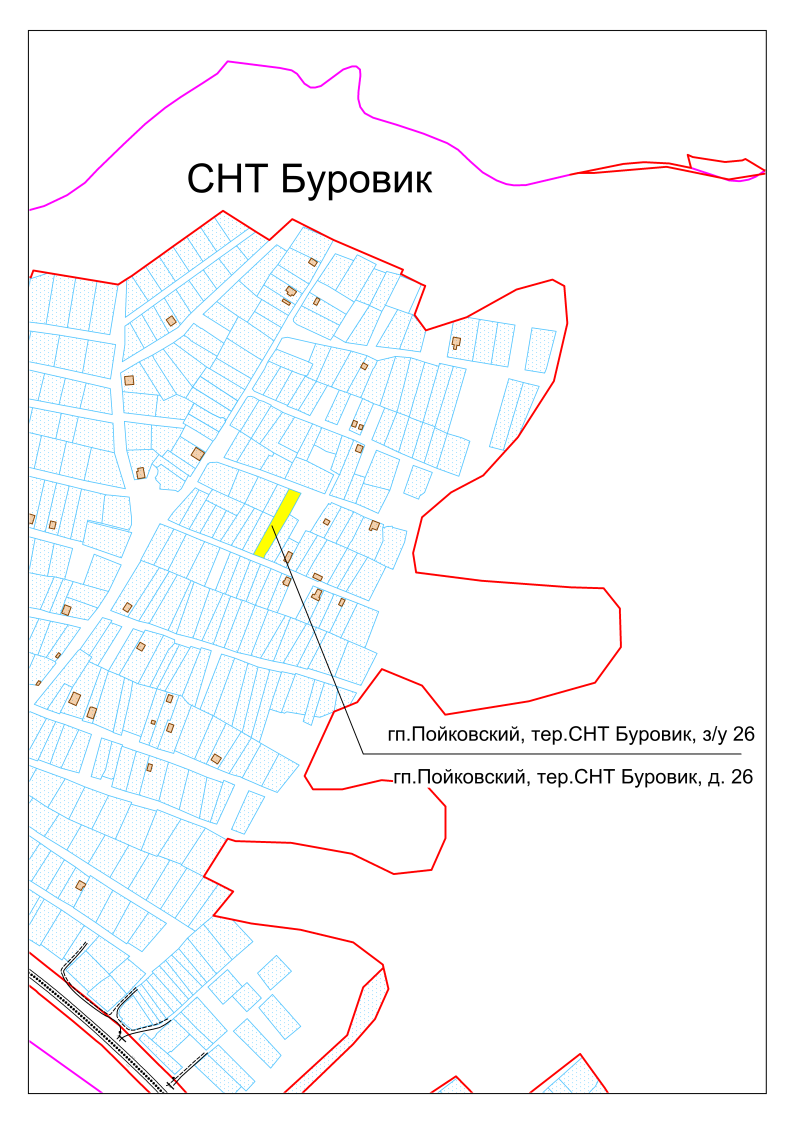 СНТ Буровик
гп.Пойковский, тер.СНТ Буровик, з/у 26
гп.Пойковский, тер.СНТ Буровик, д. 26